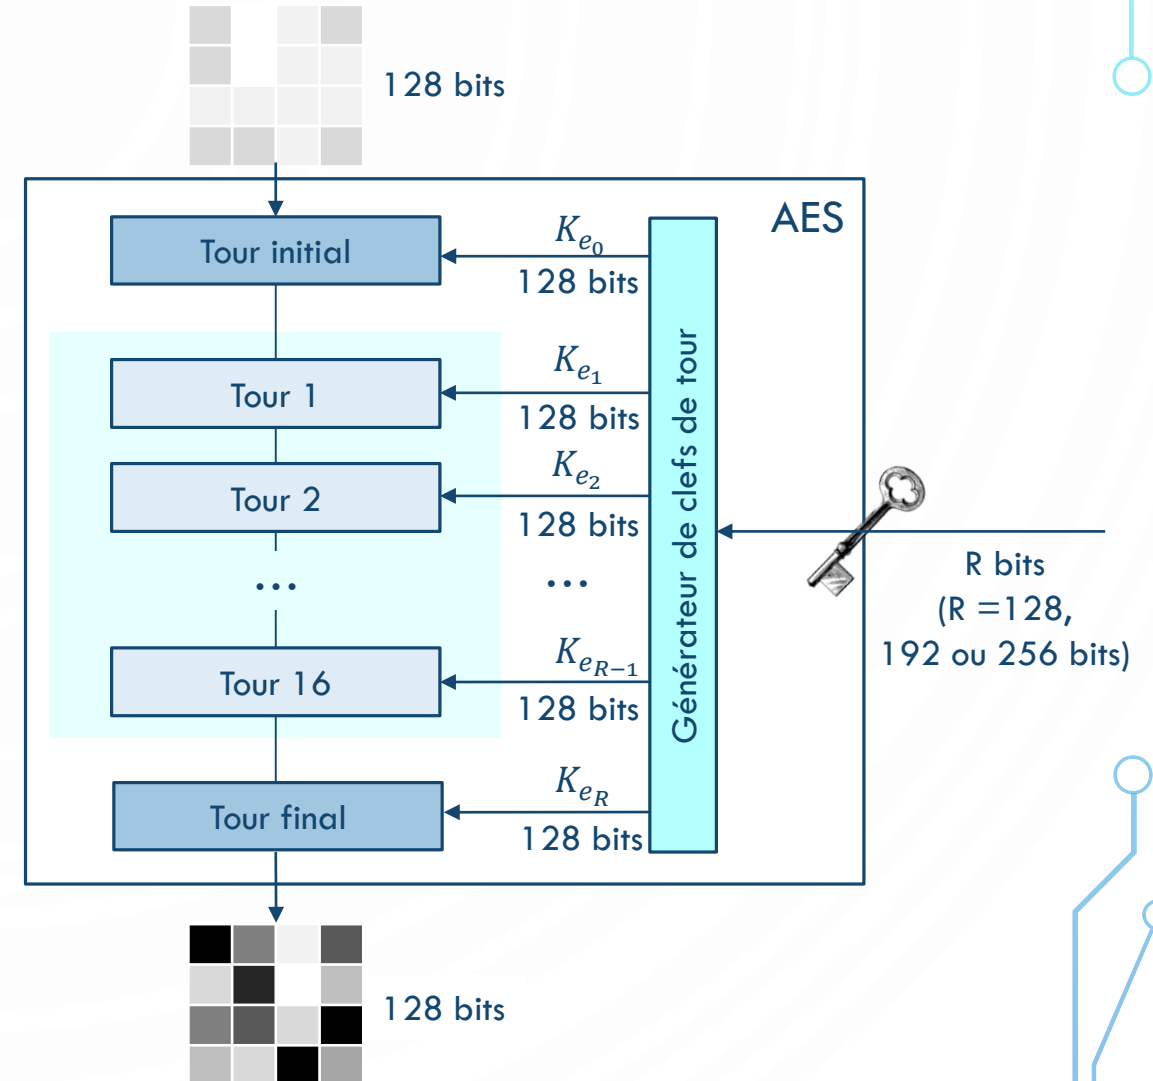 128 bits
AES
Tour initial
K_{e_0}
128 bits
Tour 1
K_{e_1}
128 bits
Tour 2
K_{e_2}
128 bits
...
...
Tour 16
K_{e_{R−1}}
128 bits
Tour final
K_{e_R}
128 bits
Générateur de clefs de tour
R bits
(R =128,
192 ou 256 bits)
128 bits